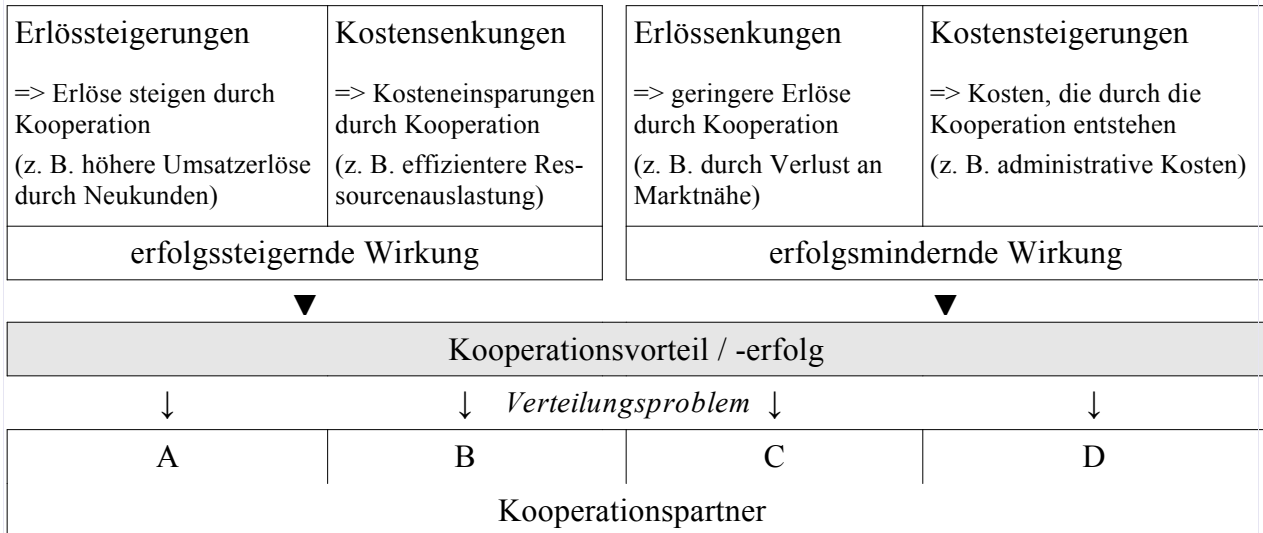 Erlössteigerungen
=> Erlöse steigen durch
Kooperation
(z. B. höhere Umsatzerlöse
durch Neukunden)
Kostensenkungen
=> Kosteneinsparungen
durch Kooperation
(z. B. effizientere Res-
sourcenauslastung)
Erlössenkungen
=> geringere Erlöse
durch Kooperation
(z. B. durch Verlust an
Marktnähe)
Kostensteigerungen
=> Kosten, die durch die
Kooperation entstehen
(z. B. administrative Kosten)
erfolgssteigernde Wirkung
erfolgsmindernde Wirkung
▼ ▼
Kooperationsvorteil / -erfolg
↓ ↓ Verteilungsproblem ↓ ↓
A B C D
Kooperationspartner